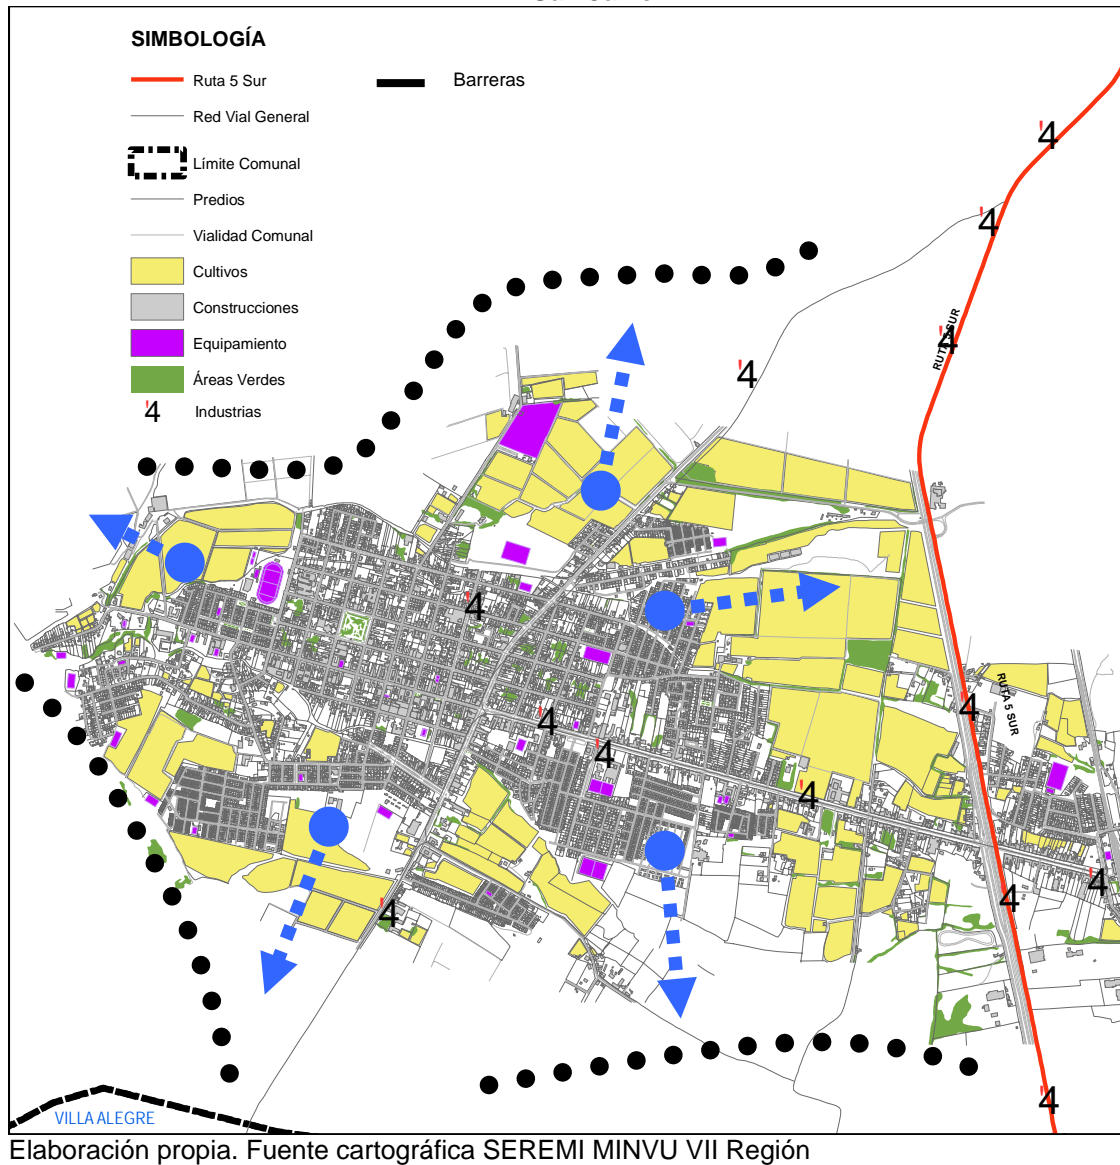 SIMBOLOGÍA
Ruta 5 Sur
Barreras
Red Vial General
Límite Comunal
Predios
Vialidad Comunal
Cultivos
Construcciones
Equipamiento
Áreas Verdes
'4 Industrias
'4
'4
RUTA 5 SUR
'4
'4
'4
'4
RUTA 5 SUR
'4
'4
'4
'4
'4
'4
'4
VILLA ALEGRE
Elaboración propia. Fuente cartográfica SEREMI MINVU VII Región